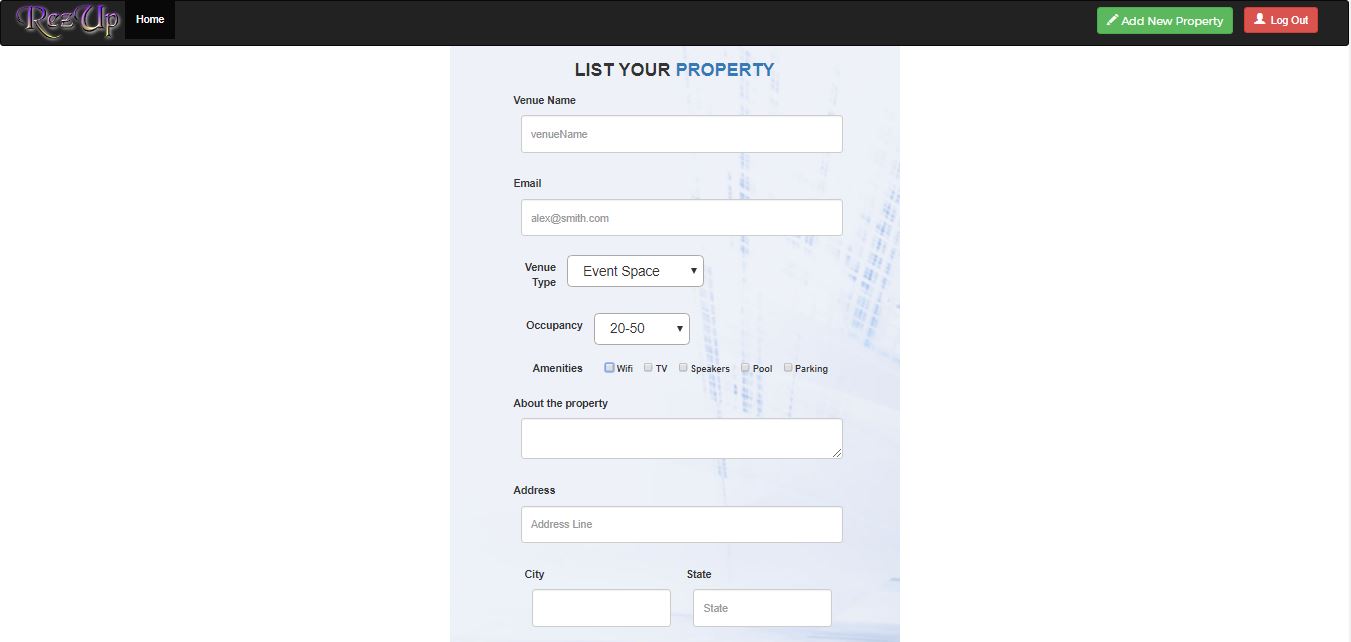 RezUp Home Add New Property Log Out
LIST YOUR PROPERTY
Venue Name
venueName
Email
alex@smith.com
Venue
Type
Event Space
Occupancy
20-50
Amenities Wifi TV Speakers Pool Parking
About the property
Address
Address Line
City State
State